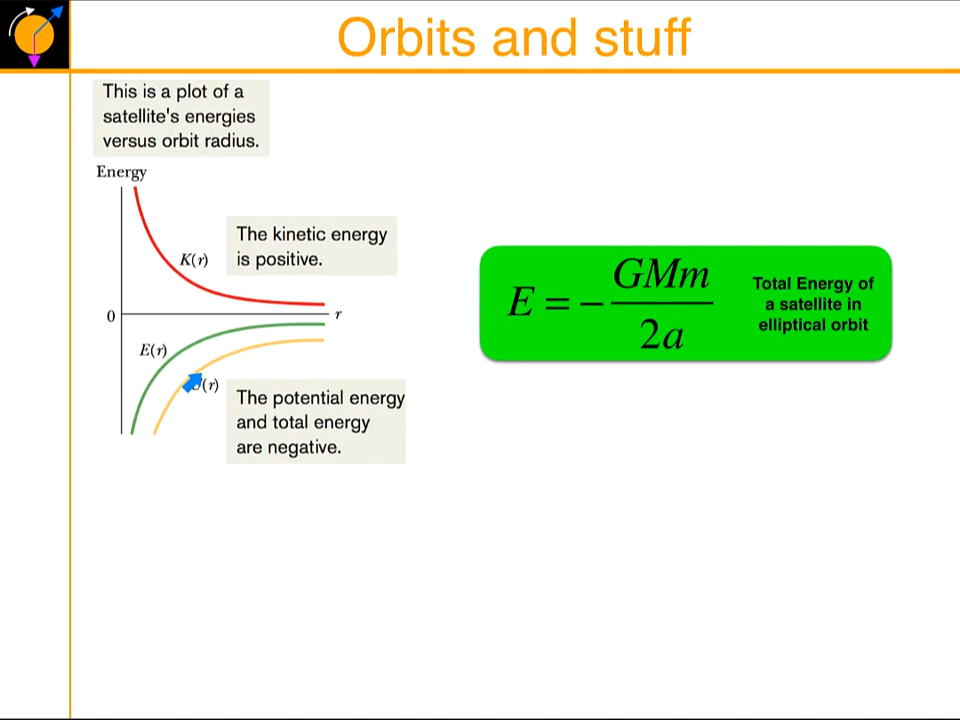 Orbits and stuff
This is a plot of a
satellite's energies
versus orbit radius.
Energy
The kinetic energy
is positive.
K(r)
0
r
E(r)
(r)
The potential energy
and total energy
are negative.
E = − GMm / 2a
Total Energy of
a satellite in
elliptical orbit